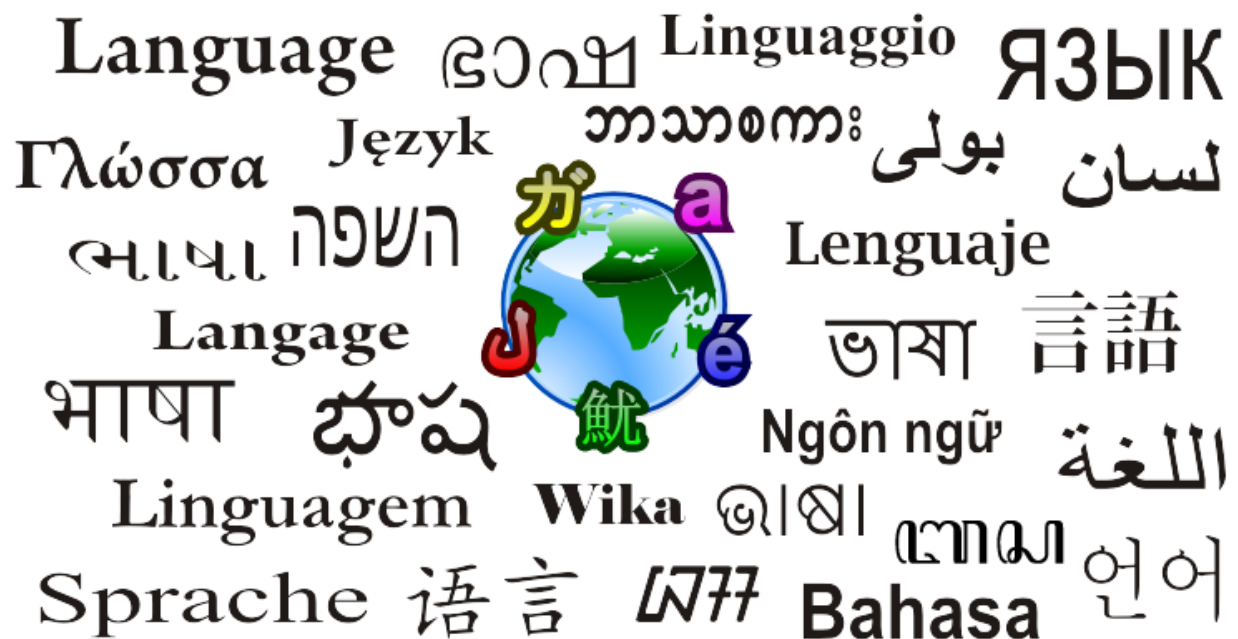 Language ഭാഷ Linguaggio ЯЗЫК
Γλώσσα Język ဘာသာစကား بولی لسان
ガ a
ભાષા השפה Lenguaje
Langage ل é ভাষা 言語
भाषा భాష 魷 Ngôn ngữ اللغة
Linguagem Wika ଭାଷା
Sprache 语言 Bahasa 언어